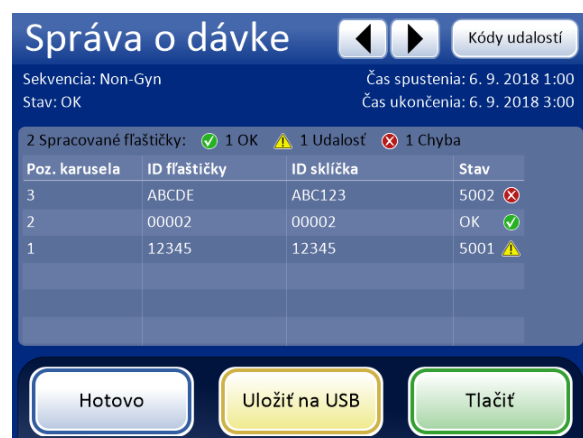 Správa o dávke
Kódy udalostí
Sekvencia: Non-Gyn
Čas spustenia: 6. 9. 2018 1:00
Stav: OK
Čas ukončenia: 6. 9. 2018 3:00
2 Spracované fľaštičky: 1 OK 1 Udalosť 1 Chyba
Poz. karusela ID fľaštičky ID sklíčka Stav
3 ABCDE ABC123 5002
2 00002 00002 OK
1 12345 12345 5001
Hotovo Uložiť na USB Tlačiť